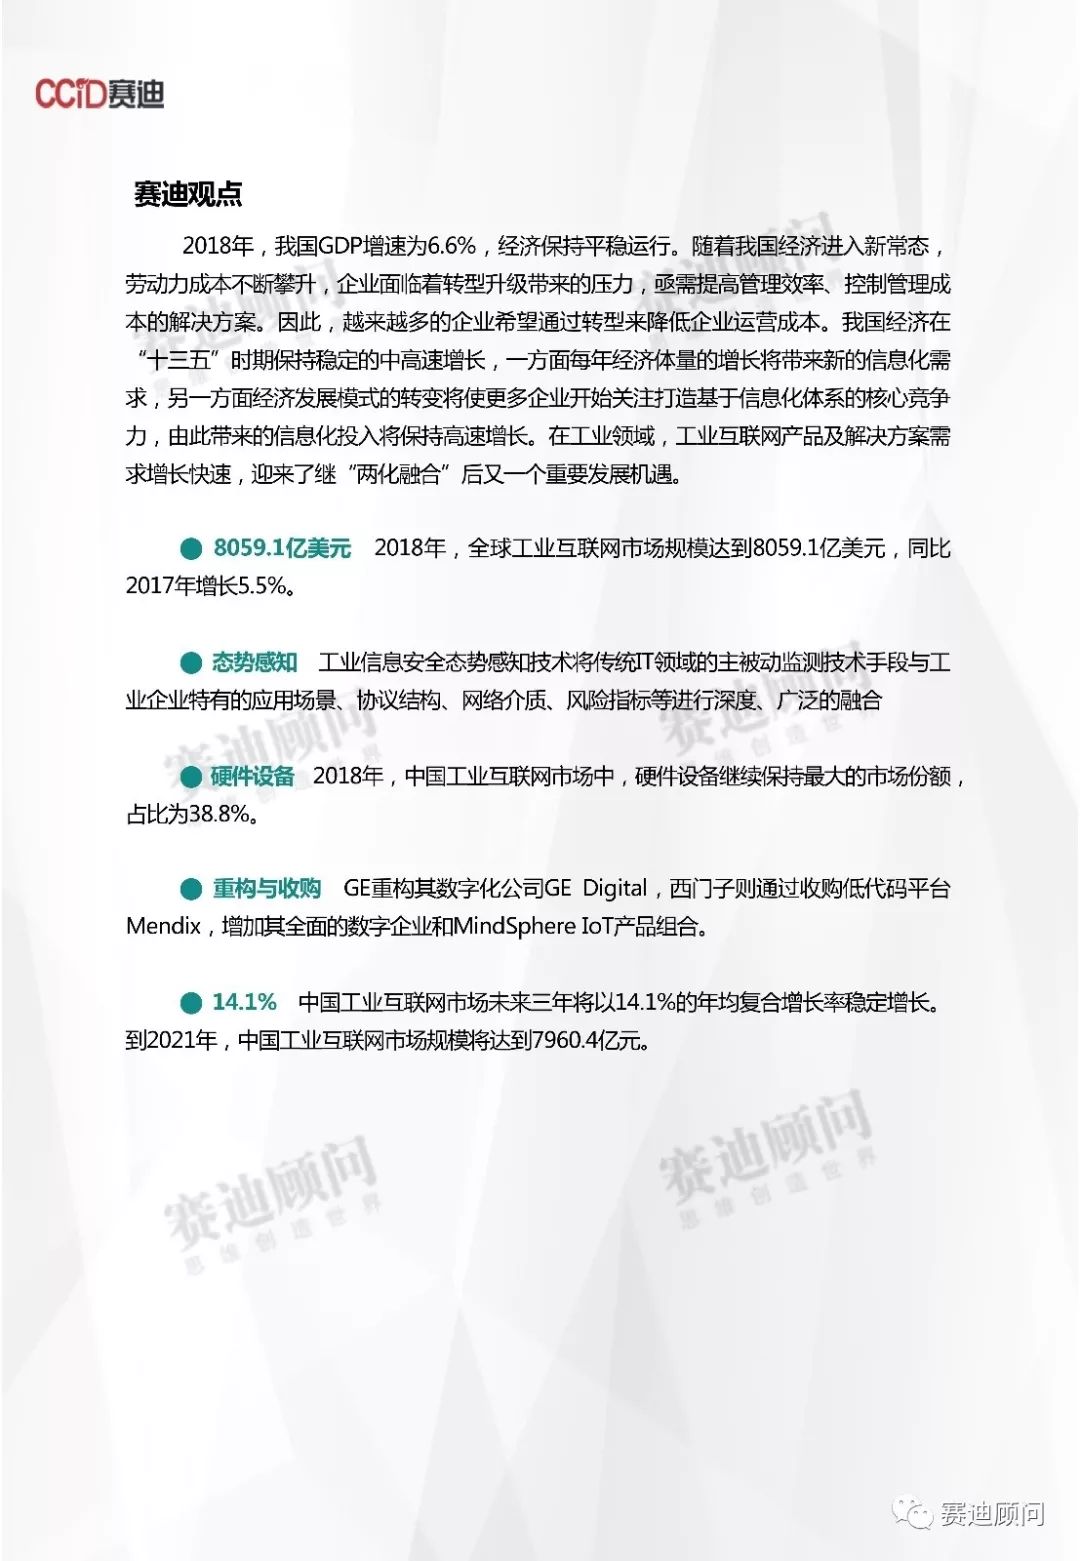 CCID赛迪
赛迪观点
2018年，我国GDP增速为6.6%，经济保持平稳运行。随着我国经济进入新常态，
劳动力成本不断攀升，企业面临着转型升级带来的压力，亟需提高管理效率、控制管理成
本的解决方案。因此，越来越多的企业希望通过转型来降低企业运营成本。我国经济在
“十三五”时期保持稳定的中高速增长，一方面每年经济体量的增长将带来新的信息化需
求，另一方面经济发展模式的转变将使更多企业开始关注打造基于信息化体系的核心竞争
力，由此带来的信息化投入将保持高速增长。在工业领域，工业互联网产品及解决方案需
求增长快速，迎来了继“两化融合”后又一个重要发展机遇。
● 8059.1亿美元 2018年，全球工业互联网市场规模达到8059.1亿美元，同比
2017年增长5.5%。
● 态势感知 工业信息安全态势感知技术将传统IT领域的主被动监测技术手段与工
业企业特有的应用场景、协议结构、网络介质、风险指标等进行深度、广泛的融合
● 硬件设备 2018年，中国工业互联网市场中，硬件设备继续保持最大的市场份额，
占比为38.8%。
● 重构与收购 GE重构其数字化公司GE Digital，西门子则通过收购低代码平台
Mendix，增加其全面的数字企业和MindSphere IoT产品组合。
● 14.1% 中国工业互联网市场未来三年将以14.1%的年均复合增长率稳定增长。
到2021年，中国工业互联网市场规模将达到7960.4亿元。
赛迪顾问
思维创造世界
赛迪顾问
思维创造世界
赛迪顾问
思维创造世界
赛迪顾问
思维创造世界
赛迪顾问
思维创造世界
赛迪顾问
思维创造世界
赛迪顾问